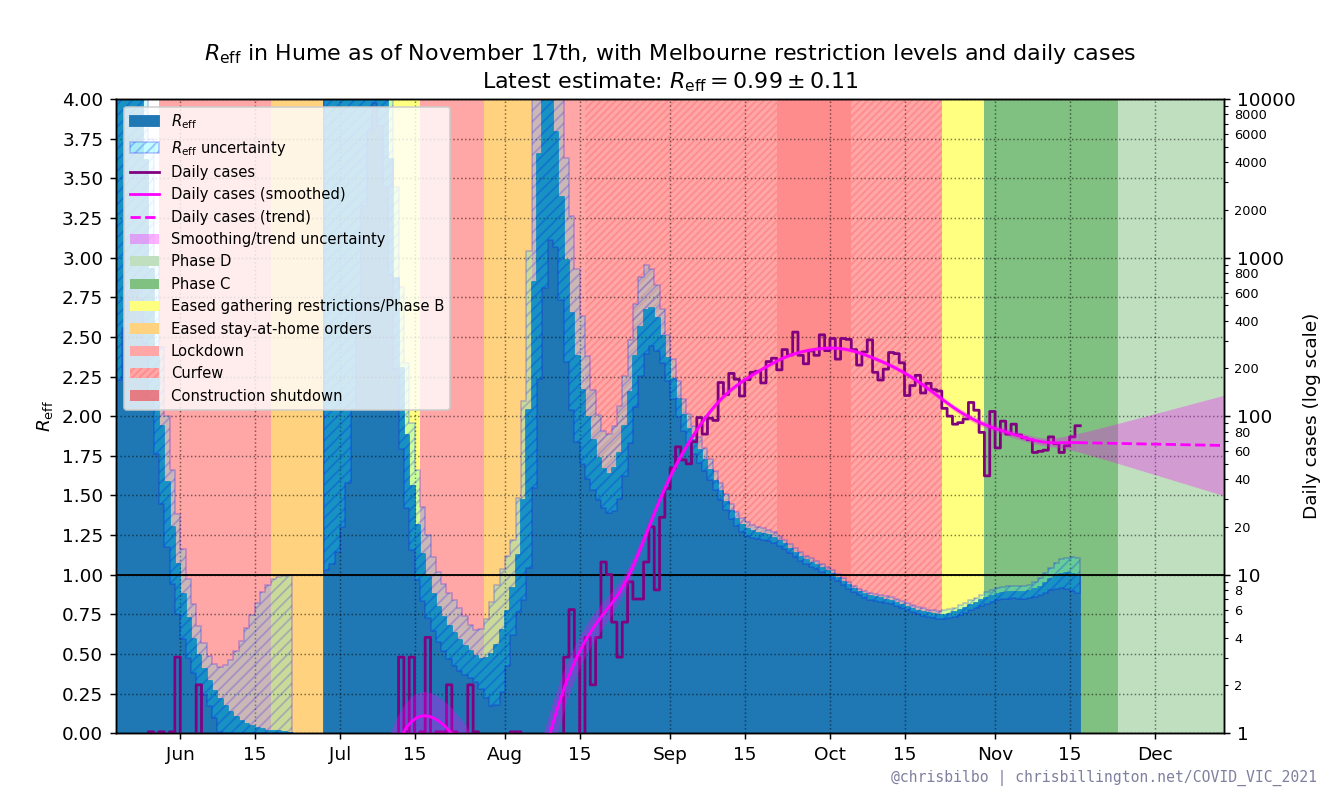 R_eff in Hume as of November 17th, with Melbourne restriction levels and daily cases
Latest estimate: R_eff = 0.99 ± 0.11
R_eff
R_eff uncertainty
Daily cases
Daily cases (smoothed)
Daily cases (trend)
Smoothing/trend uncertainty
Phase D
Phase C
Eased gathering restrictions/Phase B
Eased stay-at-home orders
Lockdown
Curfew
Construction shutdown
R_eff
4.00
3.75
3.50
3.25
3.00
2.75
2.50
2.25
2.00
1.75
1.50
1.25
1.00
0.75
0.50
0.25
0.00
10000
8000
6000
4000
2000
1000
800
600
400
200
100
80
60
40
20
10
8
6
4
2
1
Daily cases (log scale)
Jun 15 Jul 15 Aug 15 Sep 15 Oct 15 Nov 15 Dec
@chrisbilbo | chrisbillington.net/COVID_VIC_2021